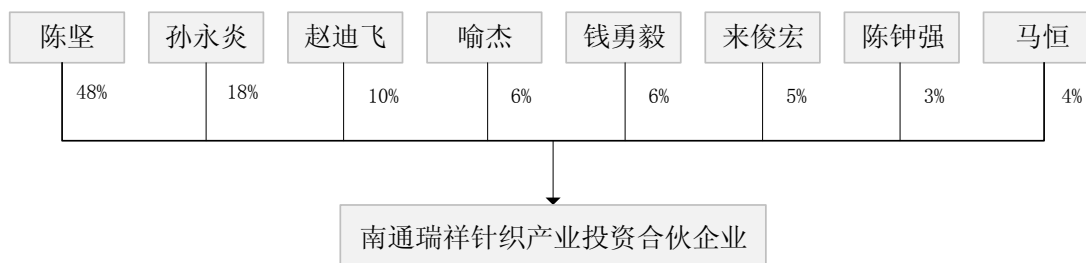 陈坚 孙永炎 赵迪飞 喻杰 钱勇毅 来俊宏 陈钟强 马恒
48% 18% 10% 6% 6% 5% 3% 4%
南通瑞祥针织产业投资合伙企业